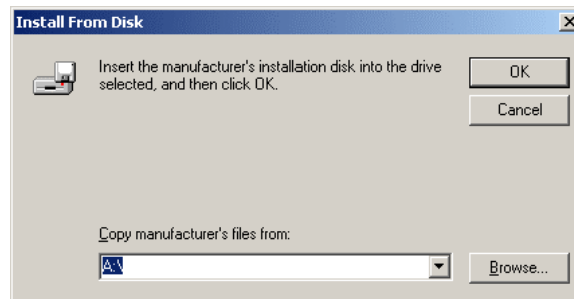 Install From Disk
Insert the manufacturer's installation disk into the drive
selected, and then click OK.
OK
Cancel
Copy manufacturer's files from:
A:\
Browse...